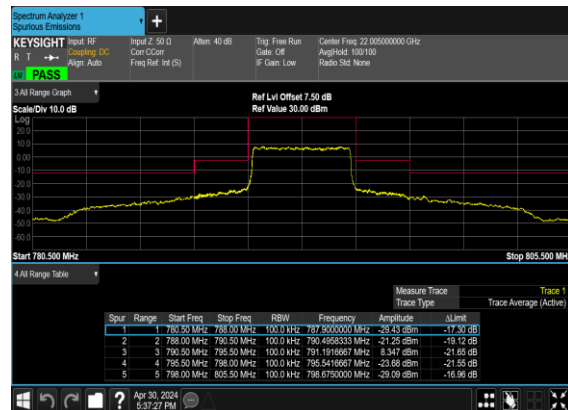 Spectrum Analyzer 1
Spurious Emissions
KEYSIGHT Input: RF Input Z: 50 Ω Atten: 40 dB Trig: Free Run Center Freq: 22.005000000 GHz
R T Coupling: DC Corr CCorr Gate: Off Avg|Hold: 100/100
Align: Auto Freq Ref: Int (S) IF Gain: Low Radio Std: None
PASS
3 All Range Graph
Ref Lvl Offset 7.50 dB
Scale/Div 10.0 dB Ref Value 30.00 dBm
Log
20.0
10.0
0.00
-10.0
-20.0
-30.0
-40.0
-50.0
-60.0
Start 780.500 MHz Stop 805.500 MH
4 All Range Table
Measure Trace Trace 1
Trace Type Trace Average (Active)
Spur Range Start Freq Stop Freq RBW Frequency Amplitude ΔLimit
1 1 780.50 MHz 788.00 MHz 100.0 kHz 787.9000000 MHz -29.43 dBm -17.30 dB
2 2 788.00 MHz 790.50 MHz 100.0 kHz 790.4958333 MHz -21.25 dBm -19.12 dB
3 3 790.50 MHz 795.50 MHz 100.0 kHz 791.1916667 MHz 8.347 dBm -21.65 dB
4 4 795.50 MHz 798.00 MHz 100.0 kHz 795.5416667 MHz -23.68 dBm -21.55 dB
5 5 798.00 MHz 805.50 MHz 100.0 kHz 798.6750000 MHz -29.09 dBm -16.96 dB
Apr 30, 2024
5:37:27 PM